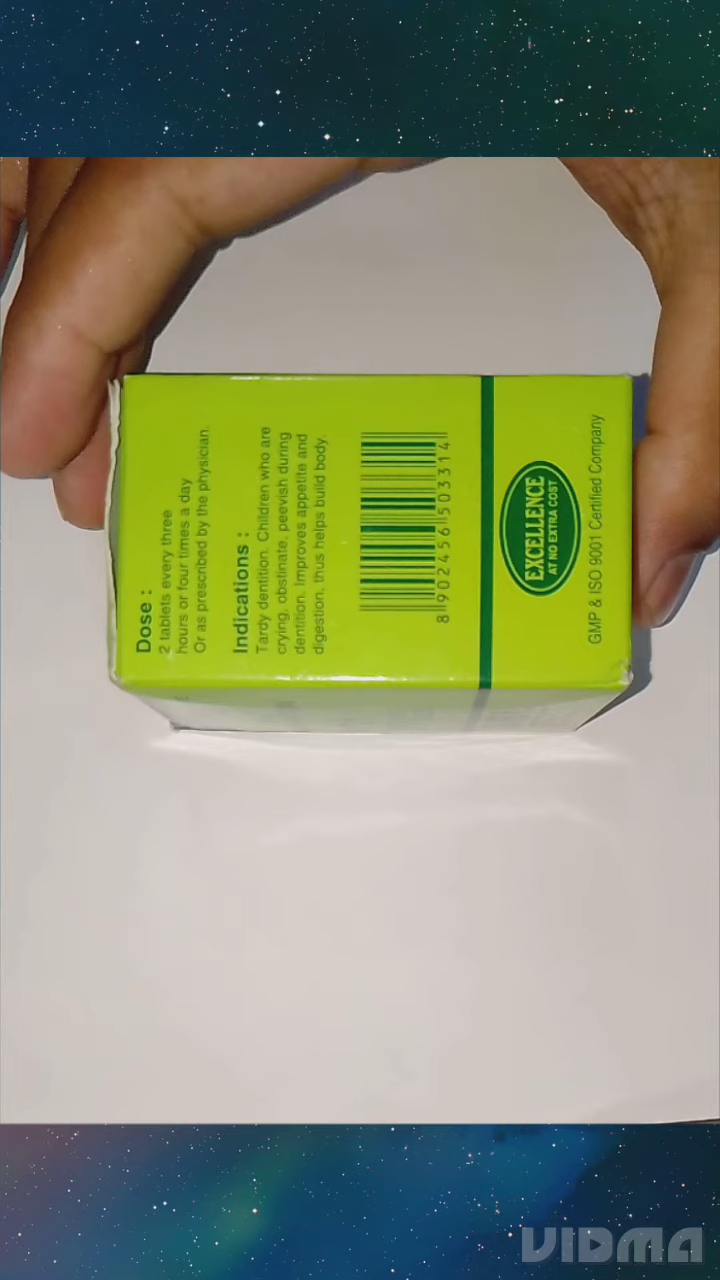 Dose :
2 tablets every three
hours or four times a day
Or as prescribed by the physician.
Indications :
Tardy dentition. Children who are
crying, obstinate, peevish during
dentition. Improves appetite and
digestion, thus helps build body.
8 902456 503314
EXCELLENCE
AT NO EXTRA COST
GMP & ISO 9001 Certified Company
VIDMA